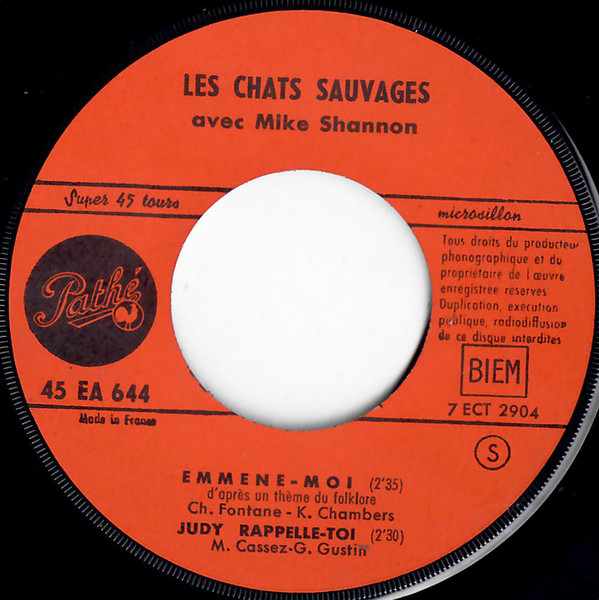 LES CHATS SAUVAGES
avec Mike Shannon
Super 45 tours
microsillon
Pathé
Tous droits du producteur
phonographique et du
propriétaire de l œuvre
enregistrée réservés
Duplication, exécution
publique, radiodiffusion
de ce disque interdites
BIEM
45 EA 644
7 ECT 2904
Made in France
S
EMMENE-MOI (2'35)
d'après un thème du folklore
Ch. Fontane - K. Chambers
JUDY RAPPELLE-TOI (2'30)
M. Cassez-G. Gustin